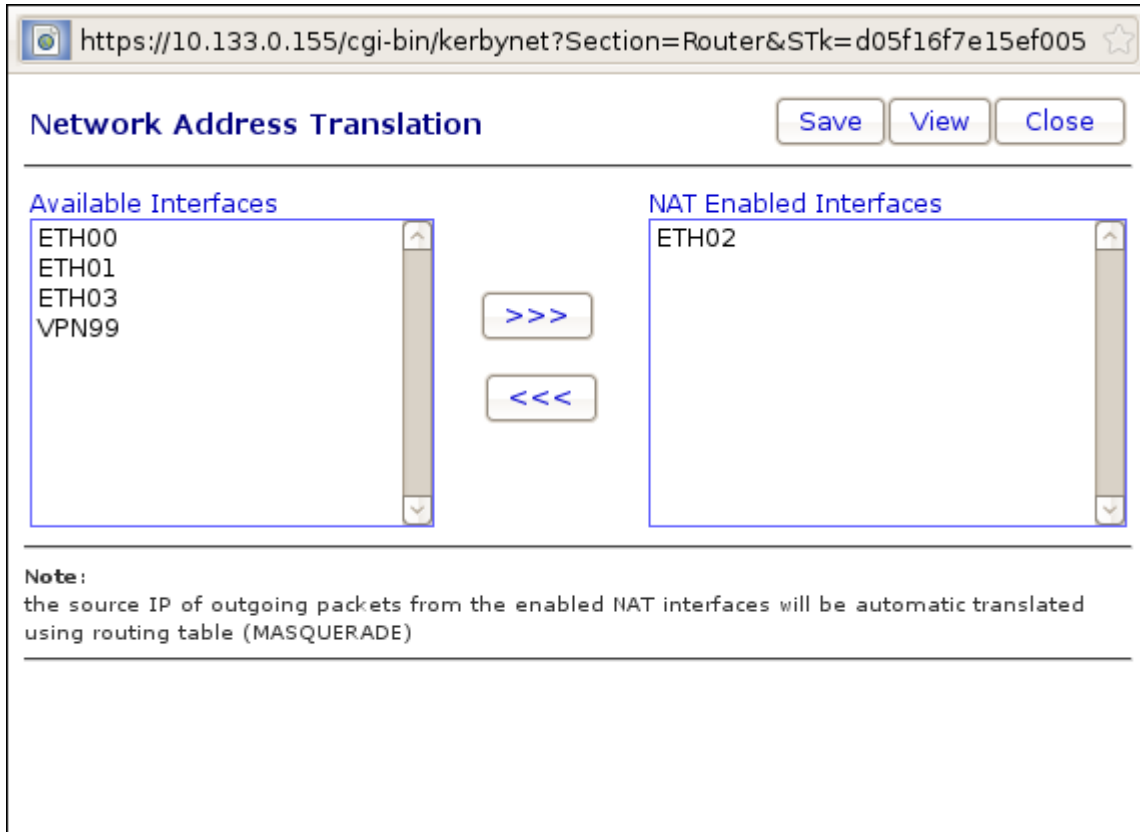 https://10.133.0.155/cgi-bin/kerbynet?Section=Router&STk=d05f16f7e15ef005
Network Address Translation
Save View Close
Available Interfaces
ETH00
ETH01
ETH03
VPN99
>>>
<<<
NAT Enabled Interfaces
ETH02
Note:
the source IP of outgoing packets from the enabled NAT interfaces will be automatic translated
using routing table (MASQUERADE)